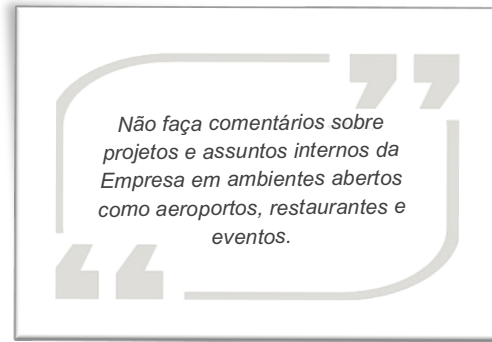 Não faça comentários sobre
projetos e assuntos internos da
Empresa em ambientes abertos
como aeroportos, restaurantes e
eventos.